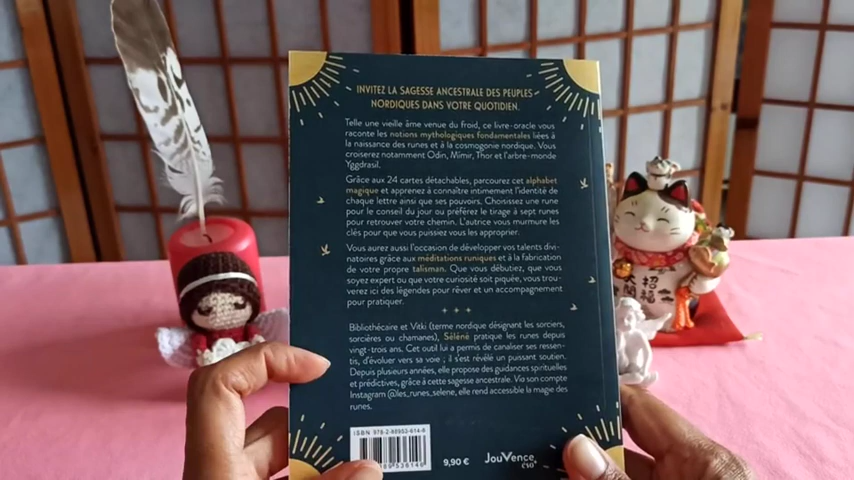 INVITEZ LA SAGESSE ANCESTRALE DES PEUPLES
NORDIQUES DANS VOTRE QUOTIDIEN.
Telle une vieille âme venue du froid, ce livre-oracle vous
raconte les notions mythologiques fondamentales liées à
la naissance des runes et à la cosmogonie nordique. Vous
croiserez notamment Odin, Mimir, Thor et l'arbre-monde
Yggdrasil.
Grâce aux 24 cartes détachables, parcourez cet alphabet
magique et apprenez à connaître intimement l'identité de
chaque lettre ainsi que ses pouvoirs. Choisissez une rune
pour le conseil du jour ou préférez le tirage à sept runes
pour retrouver votre chemin. L'autrice vous murmure les
clés pour que vous puissiez vous les approprier.
Vous aurez aussi l'occasion de développer vos talents divi-
natoires grâce aux méditations runiques et à la fabrication
de votre propre talisman. Que vous débutiez, que vous
soyez expert ou que votre curiosité soit piquée, vous trou-
verez ici des légendes pour rêver et un accompagnement
pour pratiquer.
Bibliothécaire et Vitki (terme nordique désignant les sorciers,
sorcières ou chamanes), Sélène pratique les runes depuis
vingt-trois ans. Cet outil lui a permis de canaliser ses ressen-
tis, d'évoluer vers sa voie ; il s'est révélé un puissant soutien.
Depuis plusieurs années, elle propose des guidances spirituelles
et prédictives, grâce à cette sagesse ancestrale. Via son compte
Instagram @les_runes_selene, elle rend accessible la magie des
runes.
ISBN 978-2-88953-614-6
9,90 €
JouVence